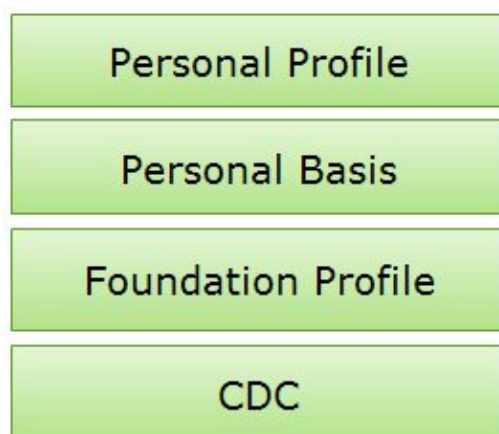 Personal Profile
Personal Basis
Foundation Profile
CDC